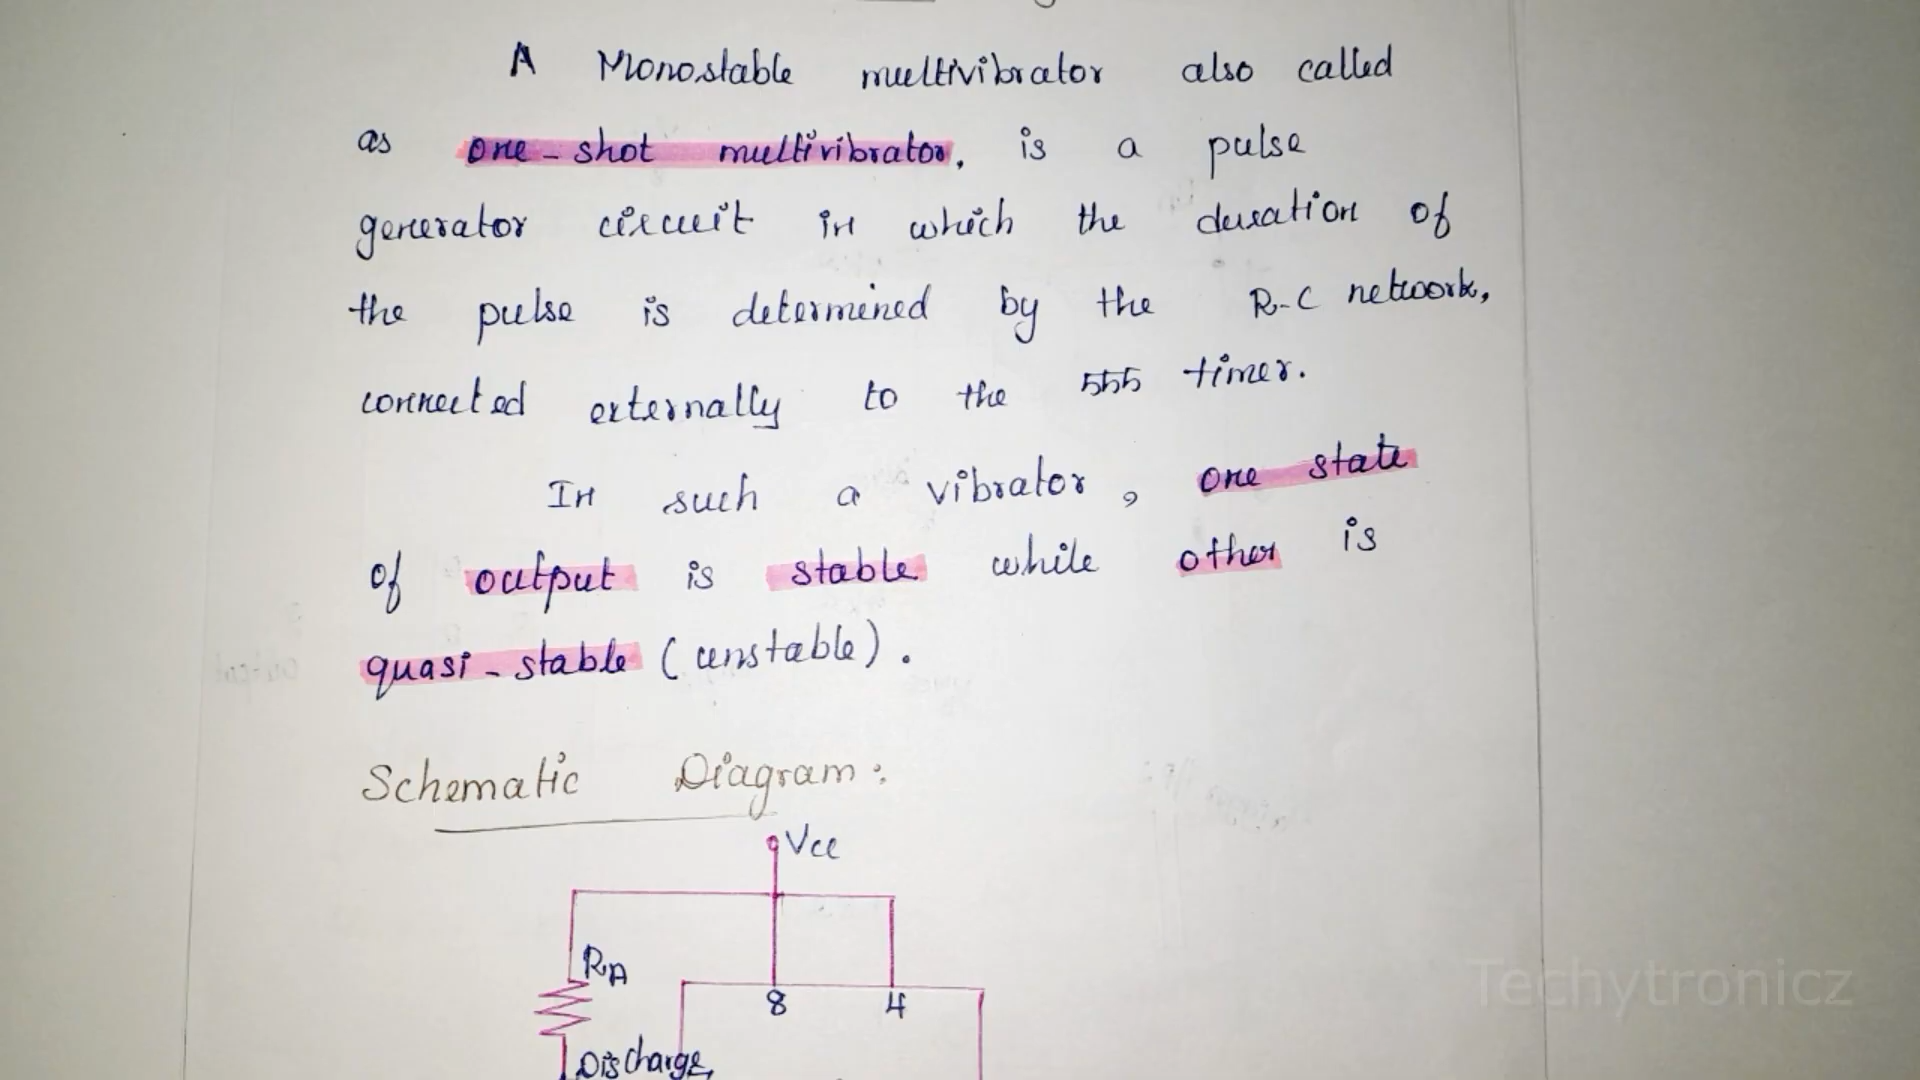 A Monostable multivibrator also called
as one-shot multivibrator, is a pulse
generator circuit in which the duration of
the pulse is determined by the R-C network,
connected externally to the 555 timer.
In such a vibrator, one state
of output is stable while other is
quasi-stable (unstable).
Schematic Diagram:
Vcc
RA
8 4
Discharge,
Techytronicz